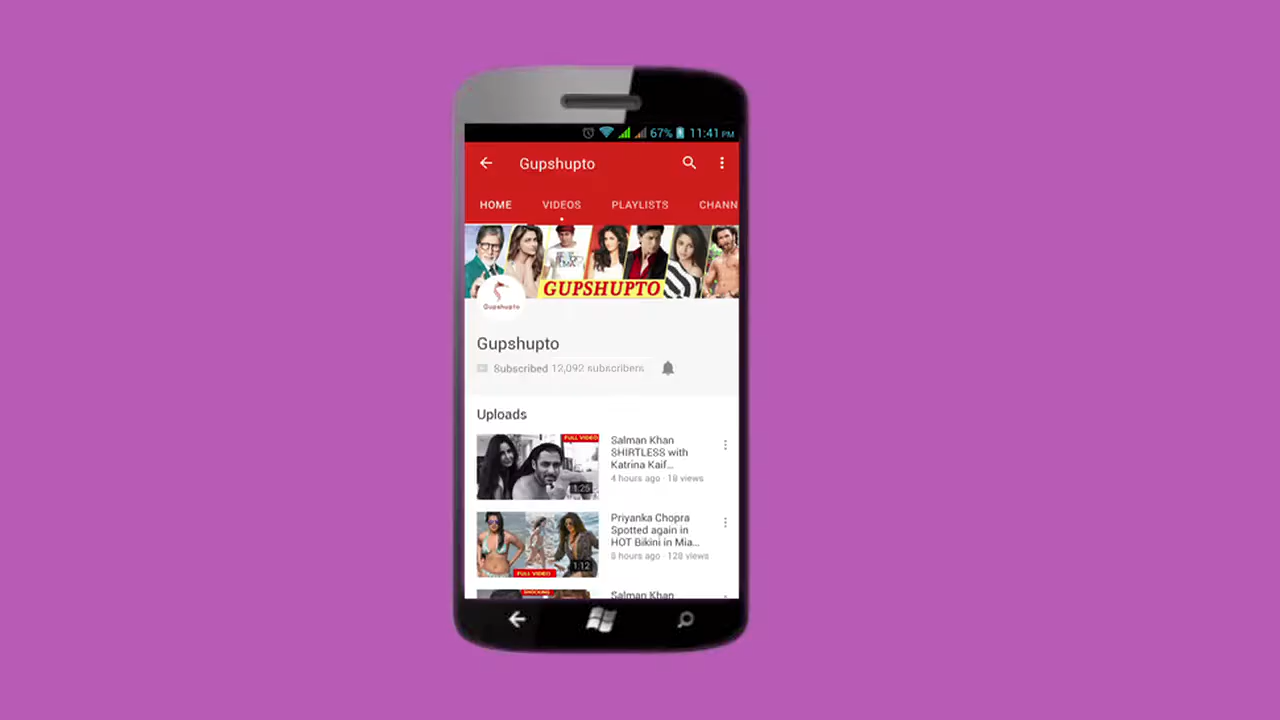 67% 11:41 PM
Gupshupto
HOME VIDEOS PLAYLISTS CHANN
GUPSHUPTO
Gupshupto
Gupshupto
Subscribed 12,092 subscribers
Uploads
FULL VIDEO
1:25
Salman Khan
SHIRTLESS with
Katrina Kaif...
4 hours ago · 18 views
FULL VIDEO
1:12
Priyanka Chopra
Spotted again in
HOT Bikini in Mia...
8 hours ago · 128 views
SHOCKING
Salman Khan